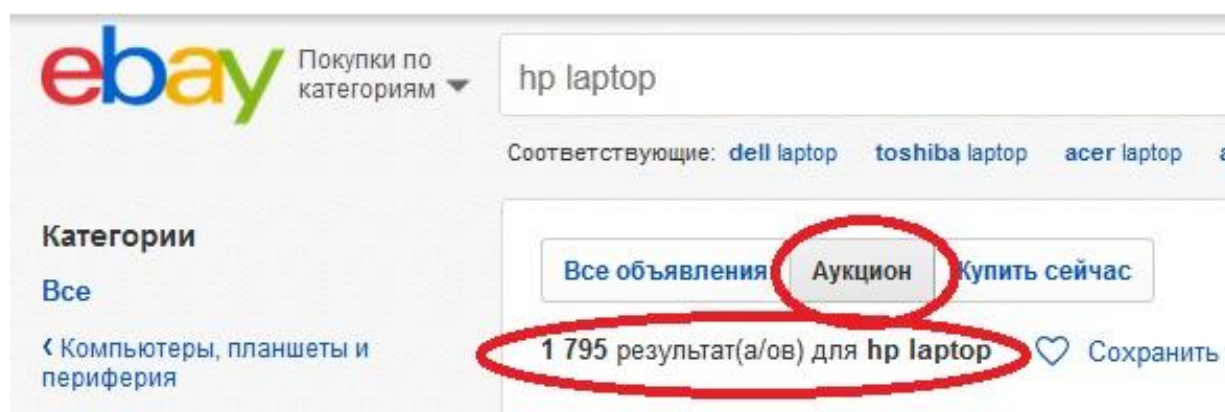 ebay
Покупки по
категориям
hp laptop
Соответствующие: dell laptop toshiba laptop acer laptop
Категории
Все объявления Аукцион Купить сейчас
Все
1 795 результат(а/ов) для hp laptop Сохранить
Компьютеры, планшеты и
периферия